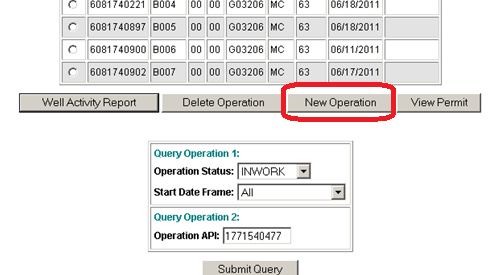 6081740221 B004 00 00 G03206 MC 63 06/18/2011
6081740897 B005 00 00 G03206 MC 63 06/18/2011
6081740900 B006 00 00 G03206 MC 63 06/11/2011
6081740902 B007 00 00 G03206 MC 63 06/17/2011
Well Activity Report Delete Operation New Operation View Permit
Query Operation 1:
Operation Status: INWORK
Start Date Frame: All
Query Operation 2:
Operation API: 1771540477
Submit Query